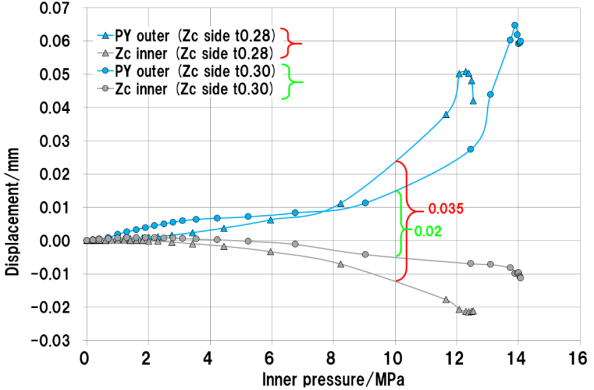 0.07
0.06
0.05
0.04
0.03
0.02
0.01
0.00
-0.01
-0.02
-0.03
Displacement/mm
PY outer (Zc side t0.28)
Zc inner (Zc side t0.28)
PY outer (Zc side t0.30)
Zc inner (Zc side t0.30)
0.035
0.02
0 2 4 6 8 10 12 14 16
Inner pressure/MPa